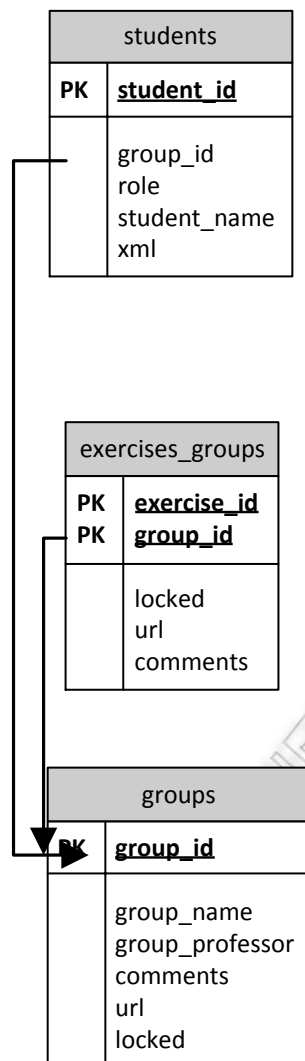 students
PK student_id
group_id
role
student_name
xml
exercises_groups
PK exercise_id
PK group_id
locked
url
comments
groups
PK group_id
group_name
group_professor
comments
url
locked